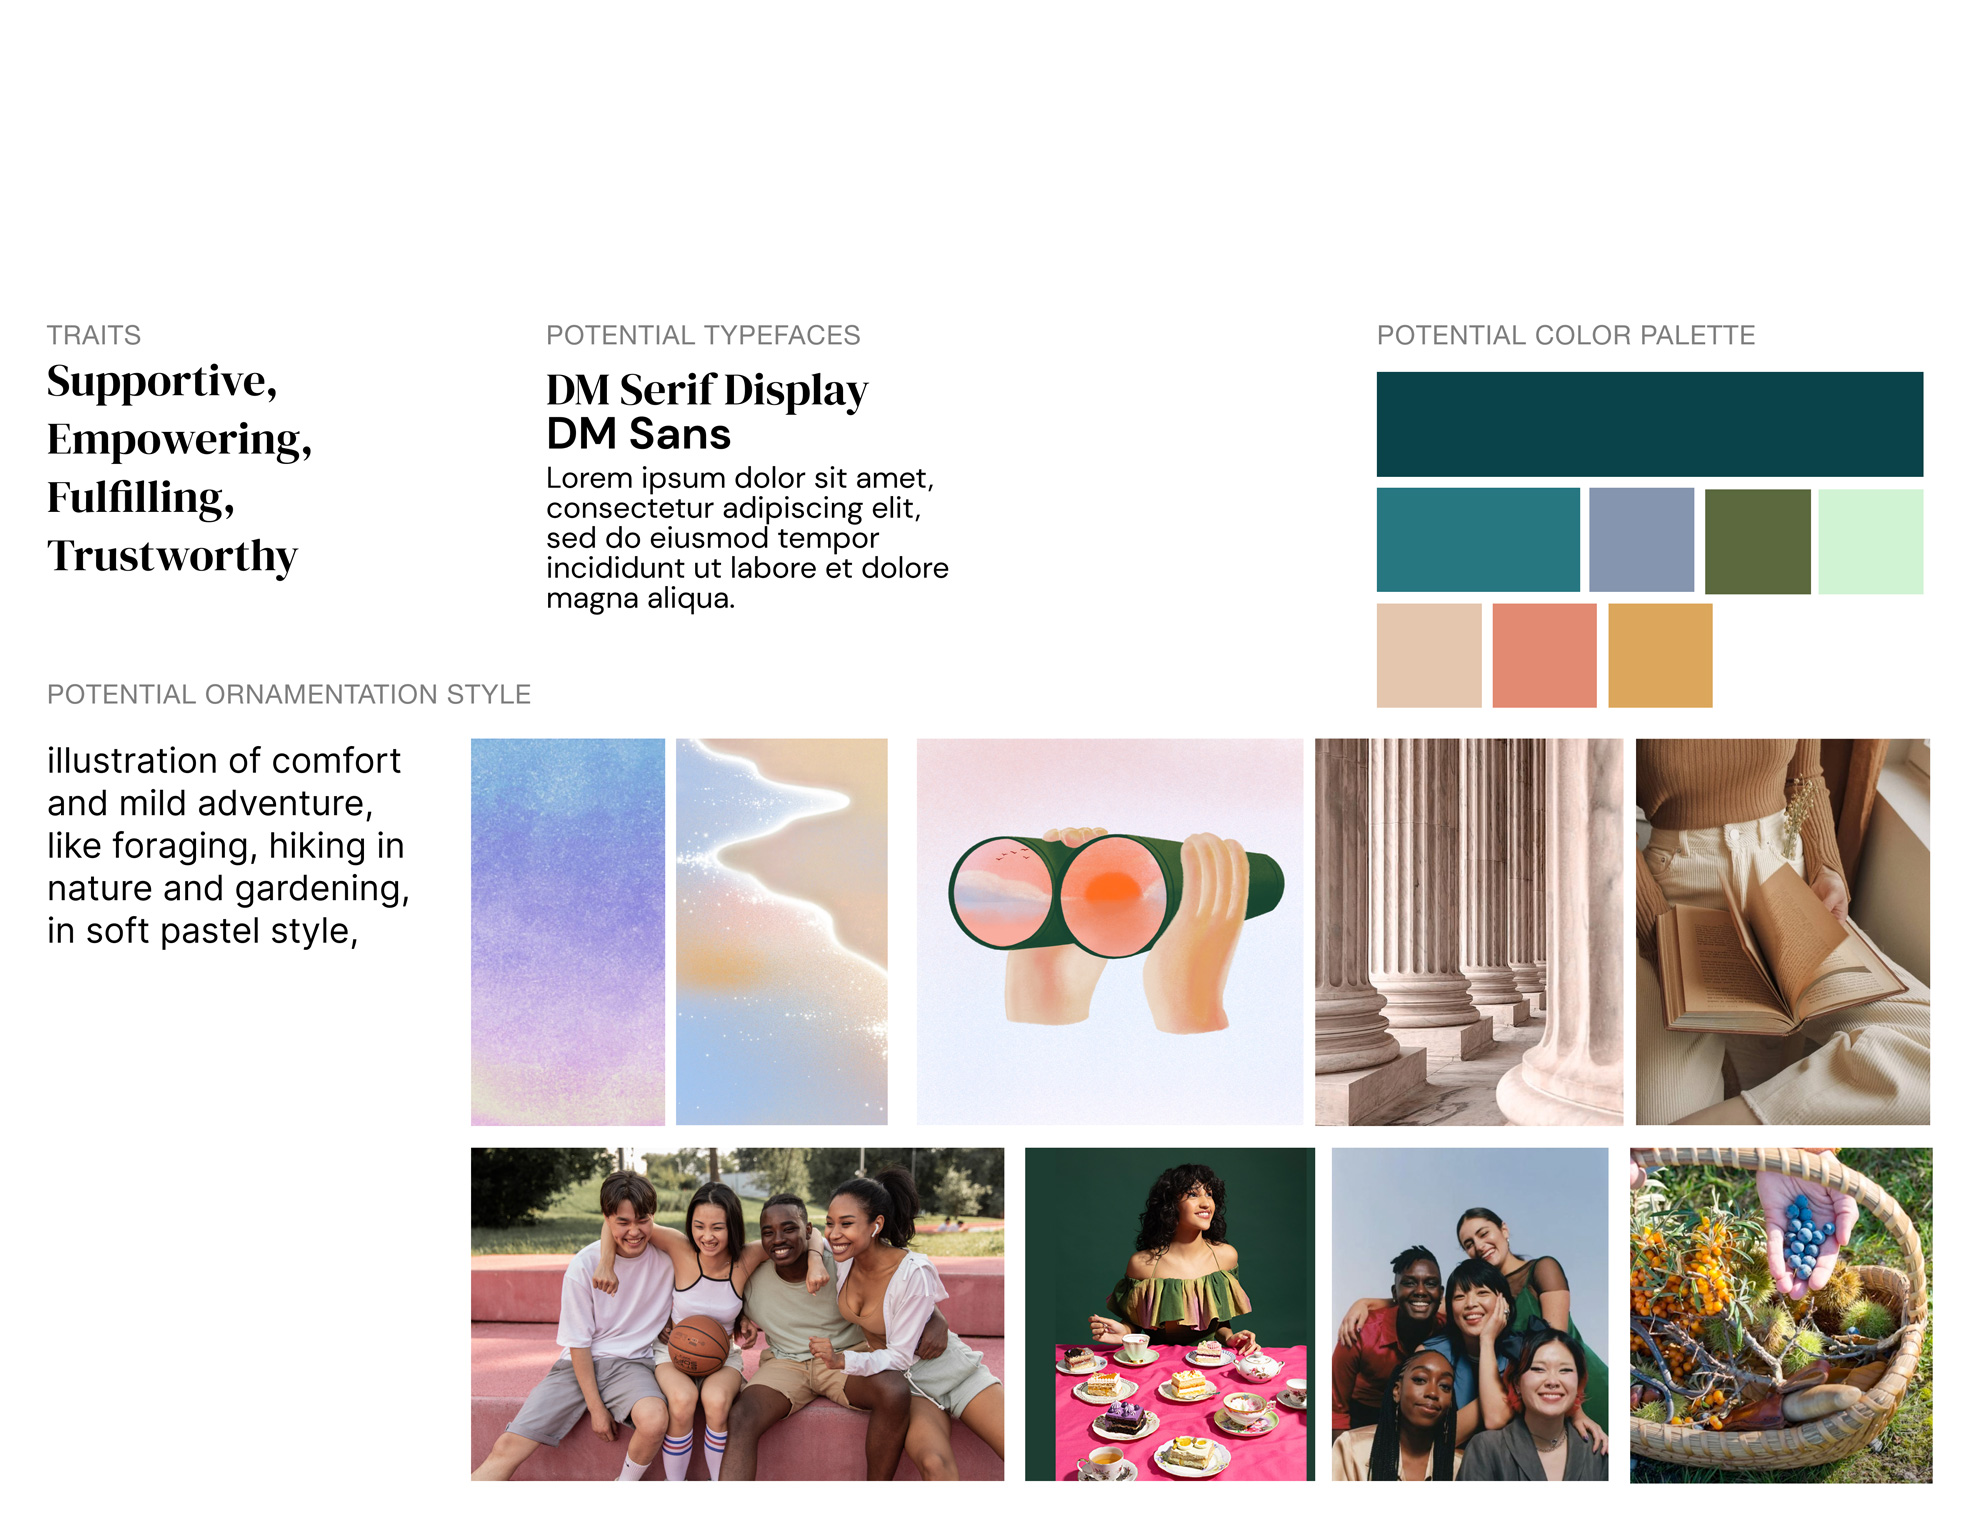 TRAITS
Supportive,
Empowering,
Fulfilling,
Trustworthy
POTENTIAL TYPEFACES
DM Serif Display
DM Sans
Lorem ipsum dolor sit amet,
consectetur adipiscing elit,
sed do eiusmod tempor
incididunt ut labore et dolore
magna aliqua.
POTENTIAL COLOR PALETTE
POTENTIAL ORNAMENTATION STYLE
illustration of comfort
and mild adventure,
like foraging, hiking in
nature and gardening,
in soft pastel style,